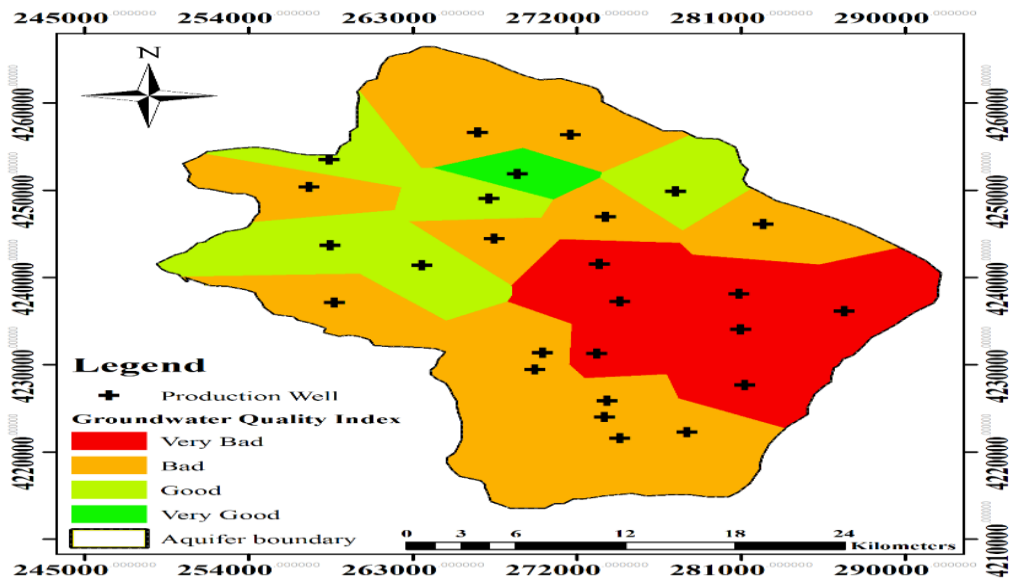 245000 254000 263000 272000 281000 290000
N
4260000 4260000
4250000 4250000
4240000 4240000
4230000 4230000
4220000 4220000
4210000
Legend
Production Well
Groundwater Quality Index
Very Bad
Bad
Good
Very Good
Aquifer boundary
0 3 6 12 18 24
Kilometers
245000 254000 263000 272000 281000 290000